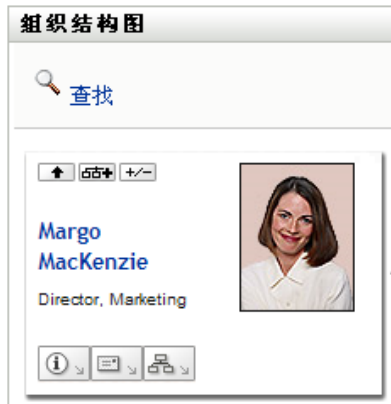 组织结构图
查找
Margo
MacKenzie
Director, Marketing